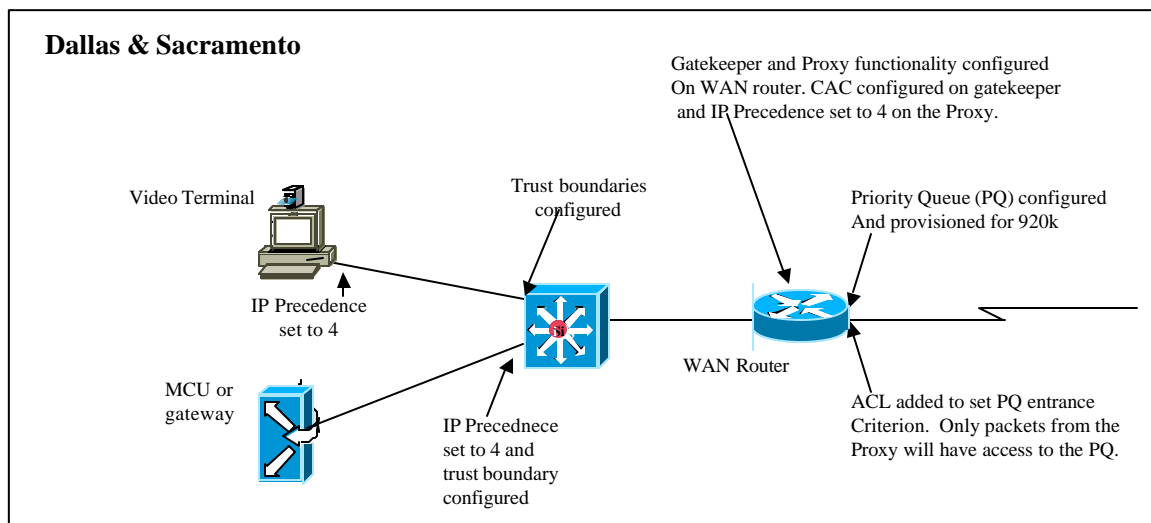 Dallas & Sacramento
Gatekeeper and Proxy functionality configured
On WAN router. CAC configured on gatekeeper
and IP Precedence set to 4 on the Proxy.
Video Terminal
Trust boundaries
configured
Priority Queue (PQ) configured
And provisioned for 920k
IP Precedence
set to 4
Si
WAN Router
MCU or
gateway
IP Precednece
set to 4 and
trust boundary
configured
ACL added to set PQ entrance
Criterion. Only packets from the
Proxy will have access to the PQ.